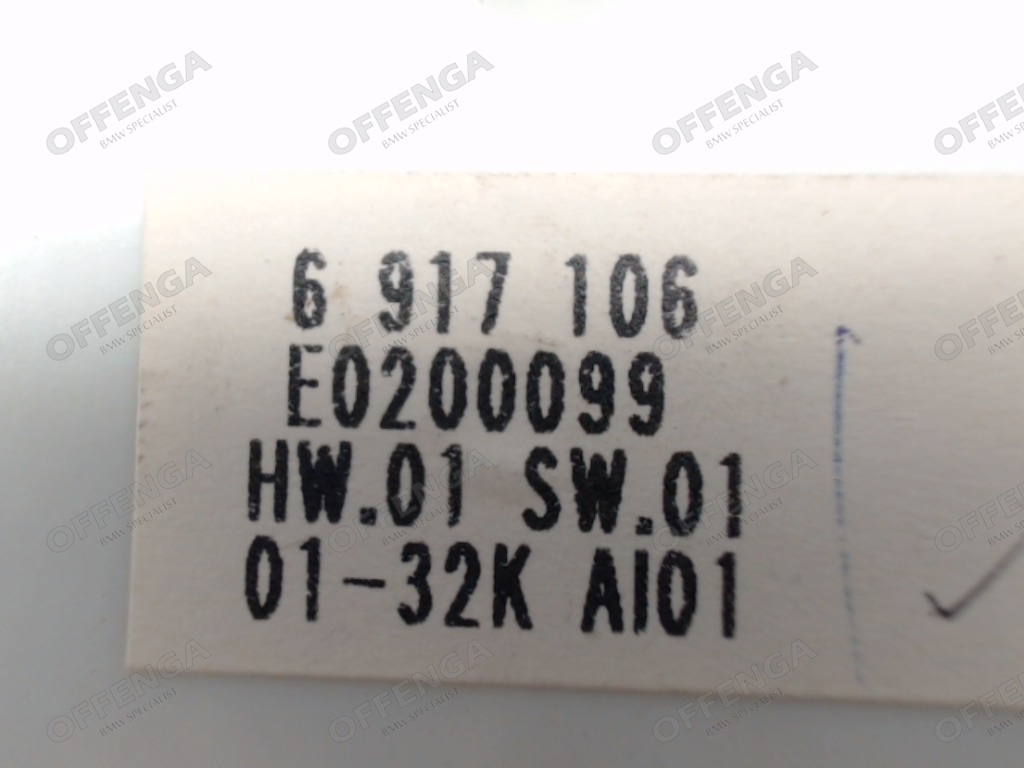 OFFENGA
BMW SPECIALIST
6 917 106
E0200099
HW.01 SW.01
01-32K AI01